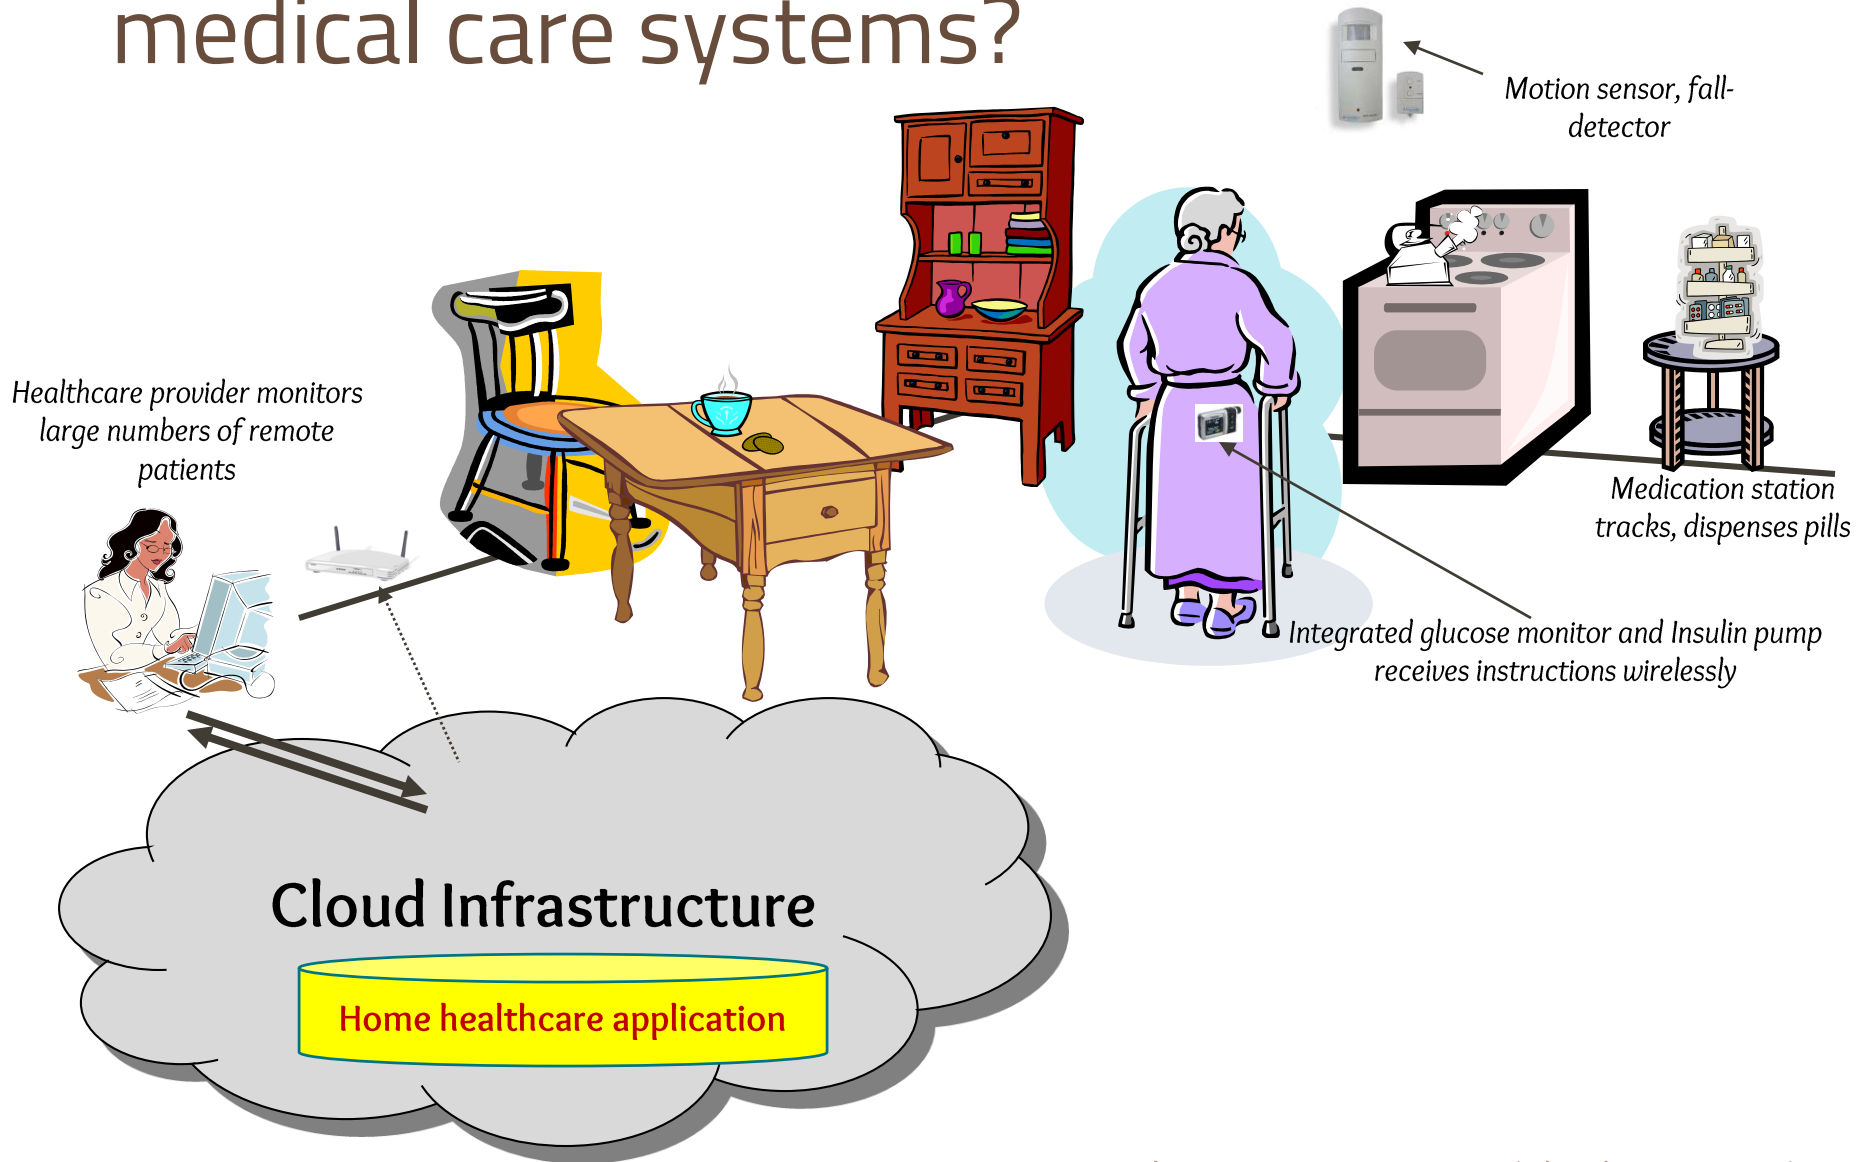 medical care systems?
Motion sensor, fall-
detector
Healthcare provider monitors
large numbers of remote
patients
Medication station
tracks, dispenses pills
Integrated glucose monitor and Insulin pump
receives instructions wirelessly
Cloud Infrastructure
Home healthcare application